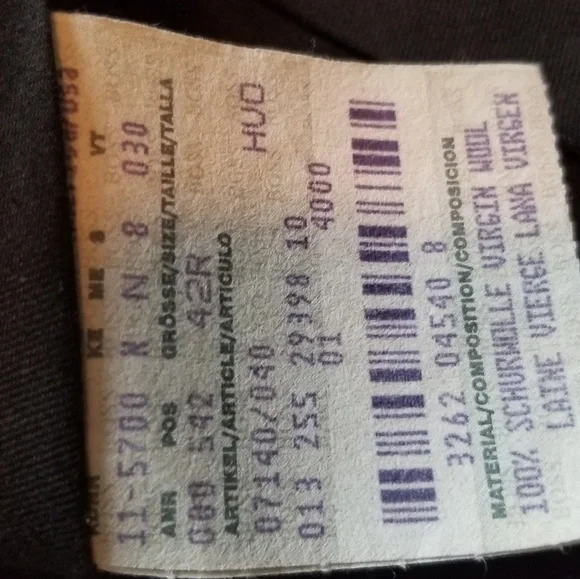 KE ME S VT
11-5700 N N 8 030
ANR POS GRÖSSE/SIZE/TAILLE/TALLA
000 542 42R HVO
ARTIKEL/ARTICLE/ARTICULO
07140/040
013 255 29398 10
01 4000
3262 04540 8
MATERIAL/COMPOSITION/COMPOSICION
100% SCHURWOLLE VIRGIN WOOL
LAINE VIERGE LANA VIRGEN